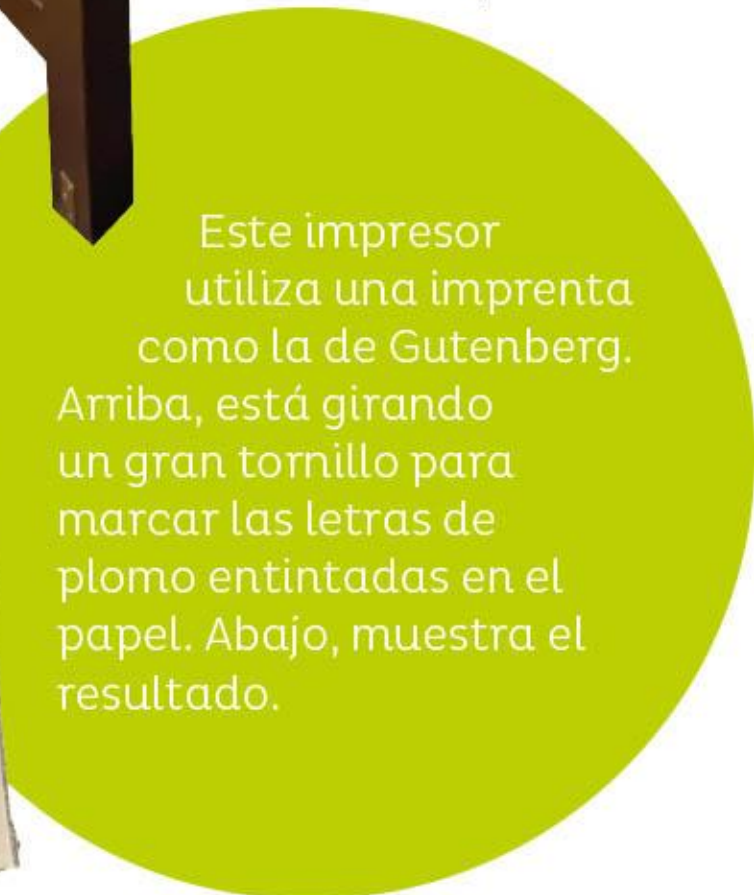 Este impresor
utiliza una imprenta
como la de Gutenberg.
Arriba, está girando
un gran tornillo para
marcar las letras de
plomo entintadas en el
papel. Abajo, muestra el
resultado.